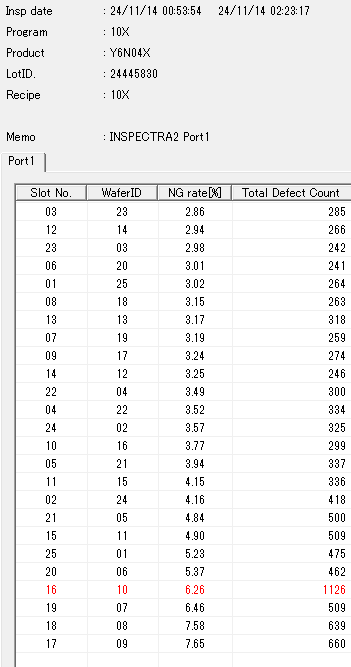 Insp date : 24/11/14 00:53:54 24/11/14 02:23:17
Program : 10X
Product : Y6N04X
LotID. : 24445830
Recipe : 10X
Memo : INSPECTRA2 Port1
Port1
Slot No. WaferID NG rate[%] Total Defect Count
03 23 2.86 285
12 14 2.94 266
23 03 2.98 242
06 20 3.01 241
01 25 3.02 264
08 18 3.15 263
13 13 3.17 318
07 19 3.19 259
09 17 3.24 274
14 12 3.25 246
22 04 3.49 300
04 22 3.52 334
24 02 3.57 325
10 16 3.77 299
05 21 3.94 337
11 15 4.15 336
02 24 4.16 418
21 05 4.84 500
15 11 4.90 509
25 01 5.23 475
20 06 5.37 462
16 10 6.26 1126
19 07 6.46 509
18 08 7.58 639
17 09 7.65 660